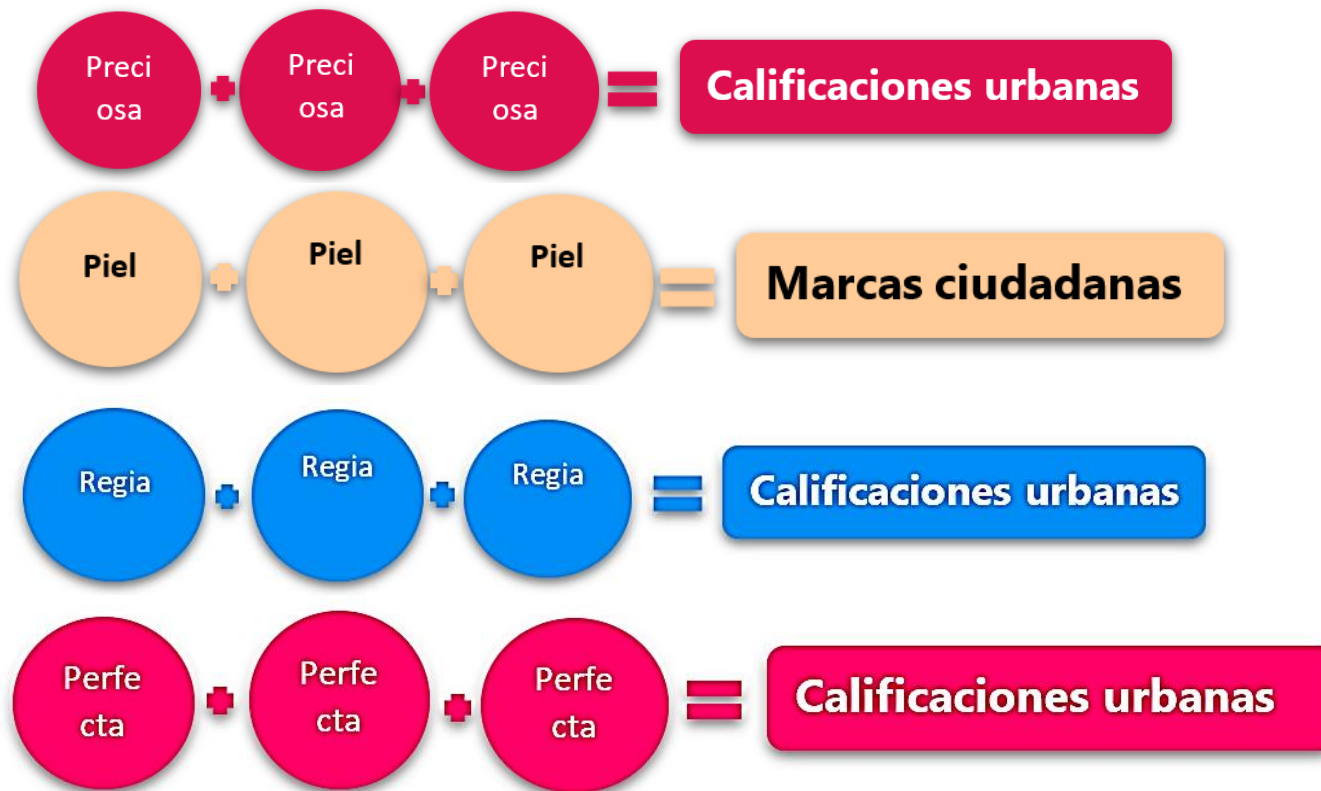 Preci
osa
Preci
osa
Preci
osa
Calificaciones urbanas
Piel
Piel
Piel
Marcas ciudadanas
Regia
Regia
Regia
Calificaciones urbanas
Perfe
cta
Perfe
cta
Perfe
cta
Calificaciones urbanas